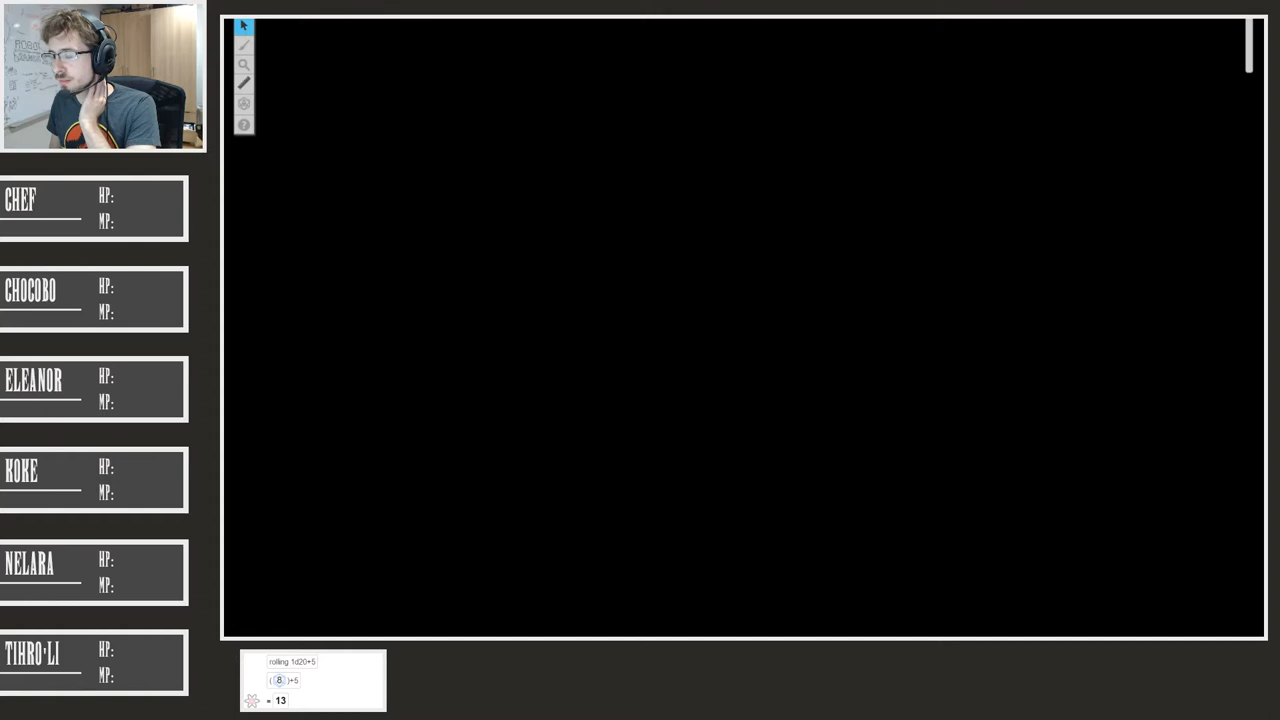 CHEF
HP:
MP:
CHOCOBO
HP:
MP:
ELEANOR
HP:
MP:
KOKE
HP:
MP:
NELARA
HP:
MP:
TIHRO'LI
HP:
MP:
rolling 1d20+5
(8)+5
= 13